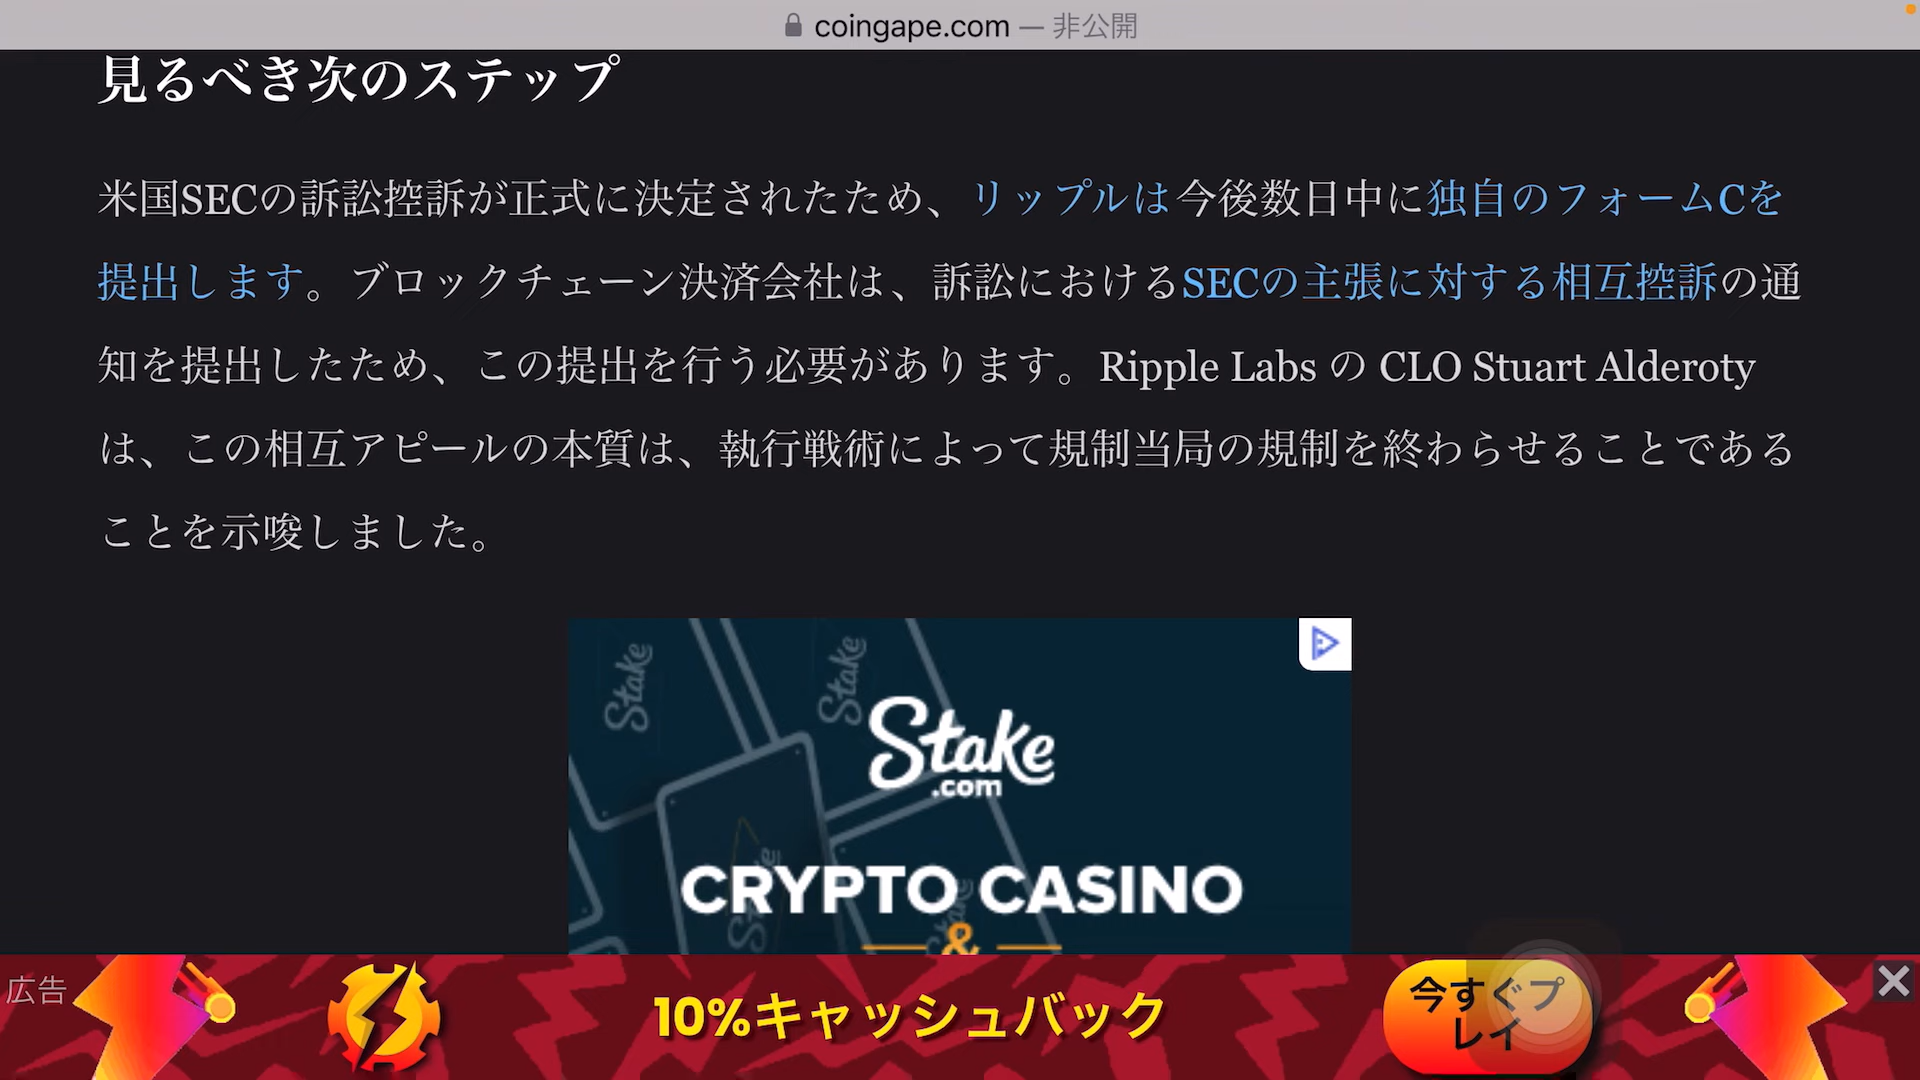 coingape.com — 非公開
見るべき次のステップ
米国SECの訴訟控訴が正式に決定されたため、リップルは今後数日中に独自のフォームCを
提出します。ブロックチェーン決済会社は、訴訟におけるSECの主張に対する相互控訴の通
知を提出したため、この提出を行う必要があります。Ripple Labs の CLO Stuart Alderoty
は、この相互アピールの本質は、執行戦術によって規制当局の規制を終わらせることである
ことを示唆しました。
Stake
Stake
Stake
.com
Stake
Stake
CRYPTO CASINO
&
広告
10%キャッシュバック
今すぐプ
レイ